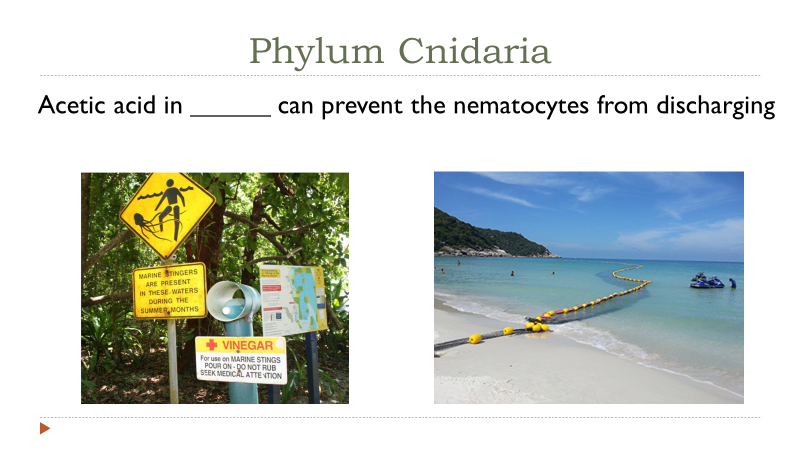 Phylum Cnidaria
Acetic acid in ______ can prevent the nematocytes from discharging
MARINE STINGERS
ARE PRESENT
IN THESE WATERS
DURING THE
SUMMER MONTHS
VINEGAR
For use on MARINE STINGS
POUR ON - DO NOT RUB
SEEK MEDICAL ATTENTION